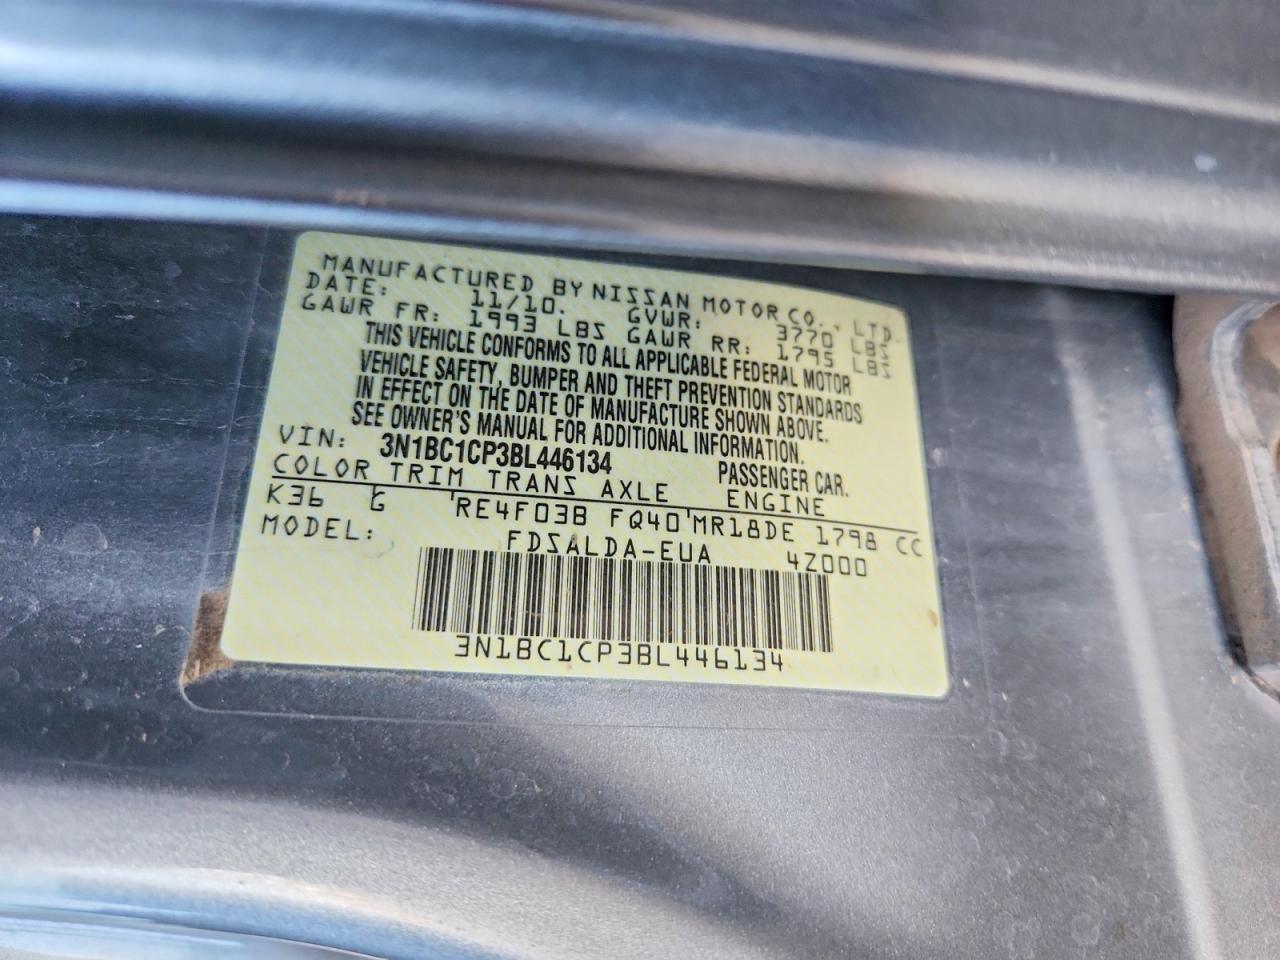 MANUFACTURED BY NISSAN MOTOR CO., LTD.
DATE: 11/10. GVWR: 3770 LBS
GAWR FR: 1993 LBS GAWR RR: 1795 LBS
THIS VEHICLE CONFORMS TO ALL APPLICABLE FEDERAL MOTOR
VEHICLE SAFETY, BUMPER AND THEFT PREVENTION STANDARDS
IN EFFECT ON THE DATE OF MANUFACTURE SHOWN ABOVE.
SEE OWNER'S MANUAL FOR ADDITIONAL INFORMATION.
VIN: 3N1BC1CP3BL446134 PASSENGER CAR.
COLOR TRIM TRANS AXLE ENGINE
K36 G RE4F03B FQ40 MR18DE 1798 CC
MODEL: FDSALDA-EUA 4Z000
3N1BC1CP3BL446134